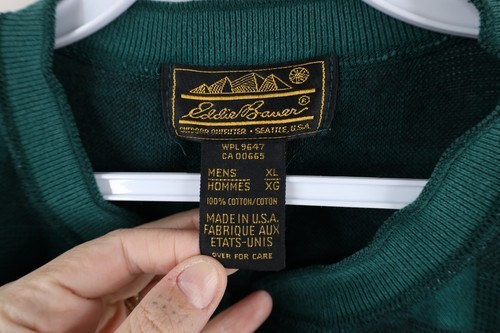 Eddie Bauer ®
OUTDOOR OUTFITTER • SEATTLE, U.S.A.
WPL 9647
CA 00665
MENS XL
HOMMES XG
100% COTTON/COTON
MADE IN U.S.A.
FABRIQUE AUX
ETATS-UNIS
OVER FOR CARE